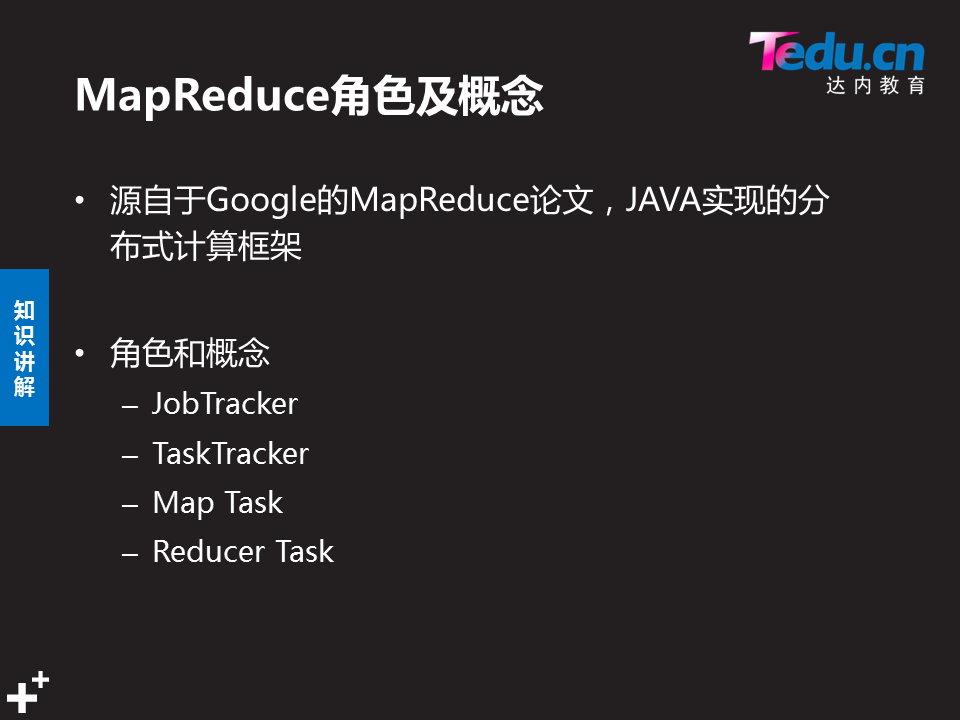 Tedu.cn
达内教育
MapReduce角色及概念
• 源自于Google的MapReduce论文，JAVA实现的分
布式计算框架
知
识
讲
解
• 角色和概念
– JobTracker
– TaskTracker
– Map Task
– Reducer Task